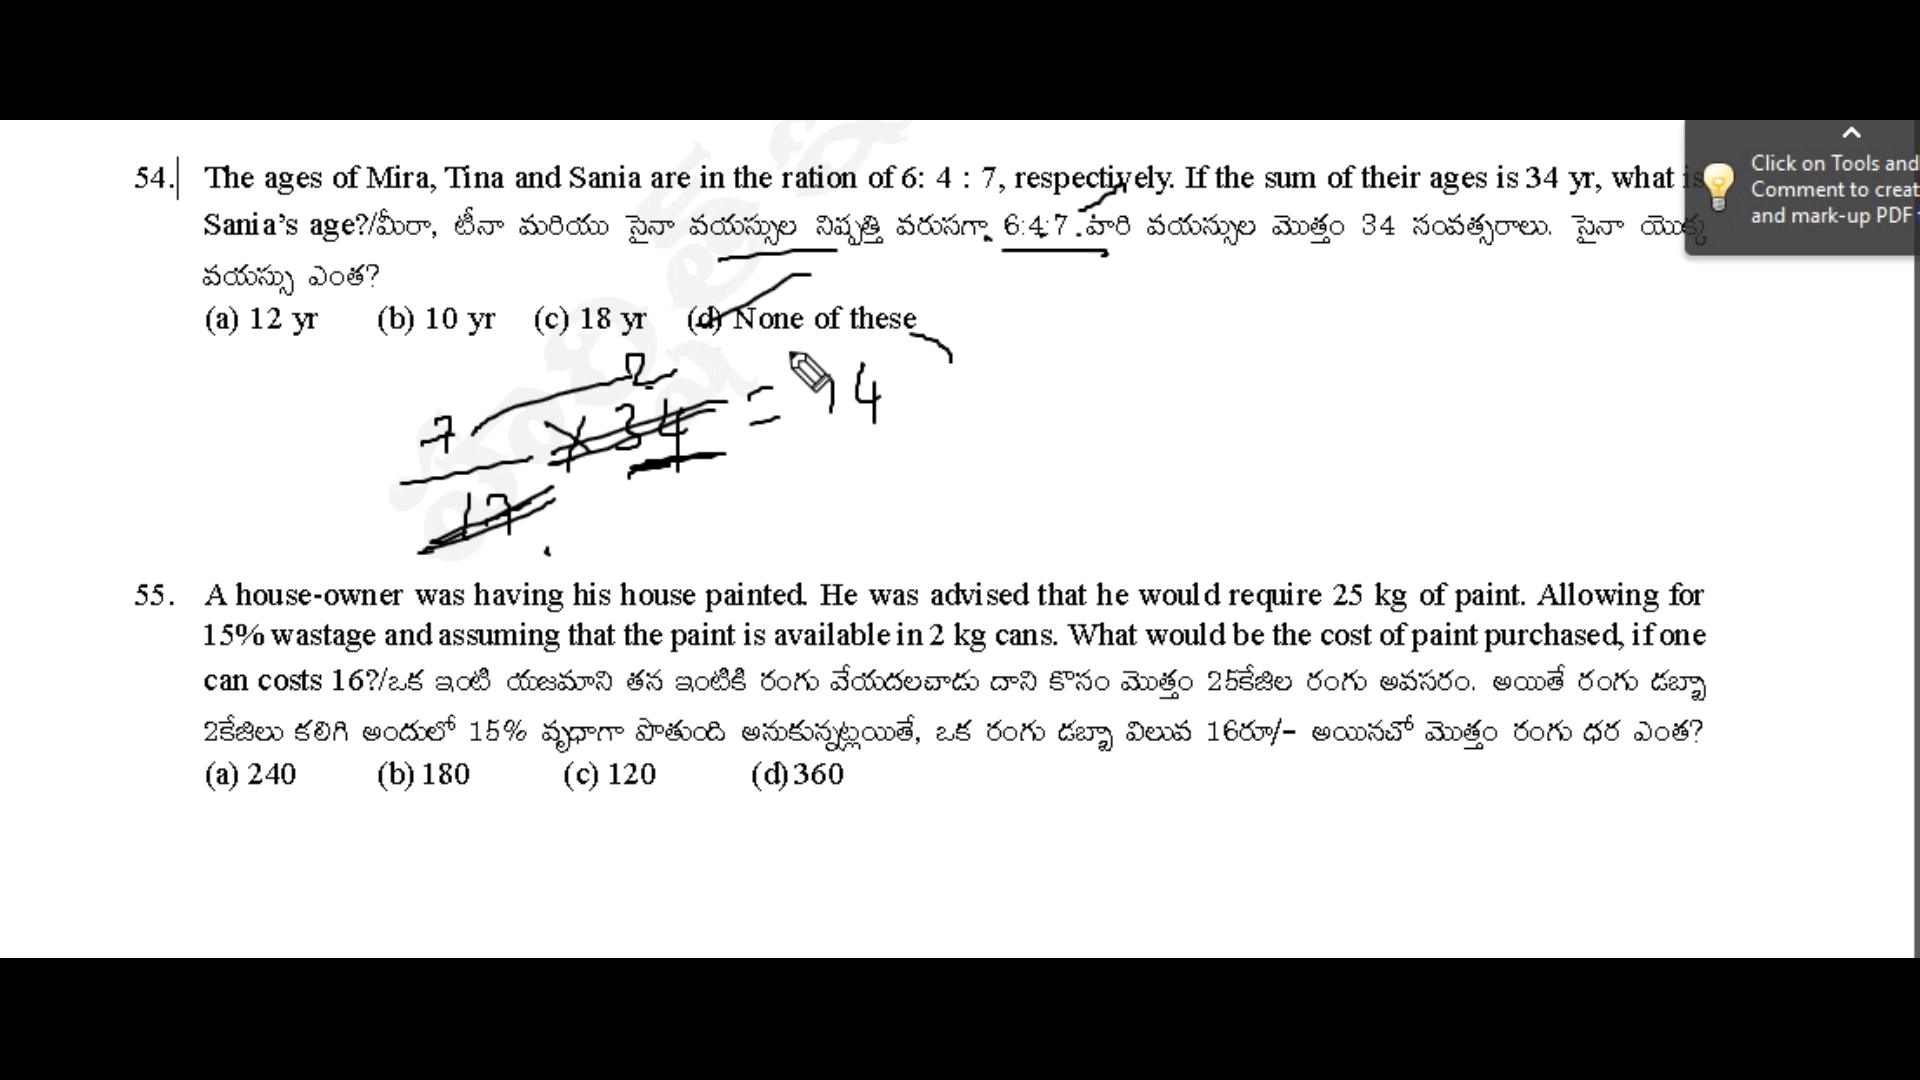 54. The ages of Mira, Tina and Sania are in the ration of 6: 4 : 7, respectively. If the sum of their ages is 34 yr, what is
Sania's age?/మీరా, టీనా మరియు సైనా వయస్సుల నిష్పత్తి వరుసగా 6:4:7. వారి వయస్సుల మొత్తం 34 సంవత్సరాలు. సైనా యొక్క
వయస్సు ఎంత?
(a) 12 yr (b) 10 yr (c) 18 yr (d) None of these
2
7 × 34 = 14
17
55. A house-owner was having his house painted. He was advised that he would require 25 kg of paint. Allowing for
15% wastage and assuming that the paint is available in 2 kg cans. What would be the cost of paint purchased, if one
can costs 16?/ఒక ఇంటి యజమాని తన ఇంటికి రంగు వేయదలచాడు దాని కొసం మొత్తం 25కేజిల రంగు అవసరం. అయితే రంగు డబ్బా
2కేజిలు కలిగి అందులో 15% వృధాగా పొతుంది అనుకున్నట్లయితే, ఒక రంగు డబ్బా విలువ 16రూ/- అయినచో మొత్తం రంగు ధర ఎంత?
(a) 240 (b) 180 (c) 120 (d) 360
Click on Tools and
Comment to creat
and mark-up PDF